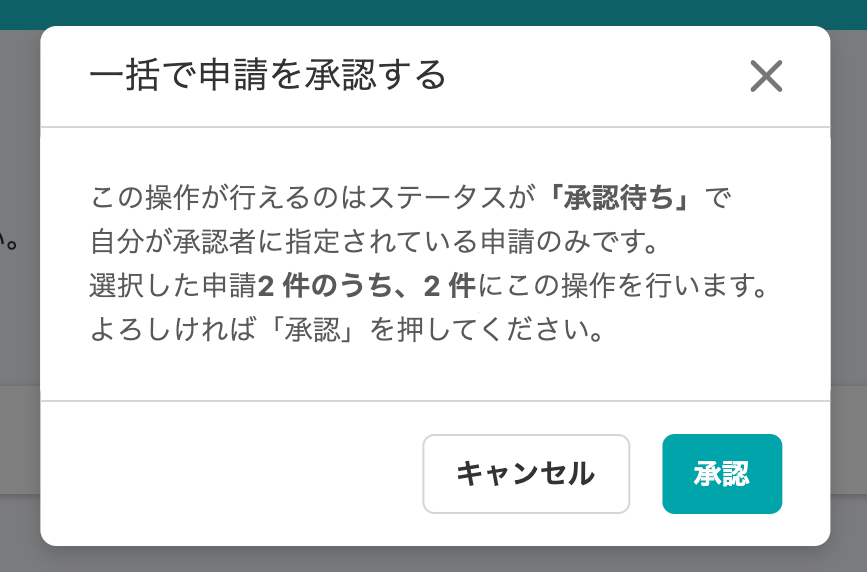 一括で申請を承認する
この操作が行えるのはステータスが「承認待ち」で
い。
自分が承認者に指定されている申請のみです。
選択した申請2 件のうち、2 件にこの操作を行います。
よろしければ「承認」を押してください。
キャンセル
承認